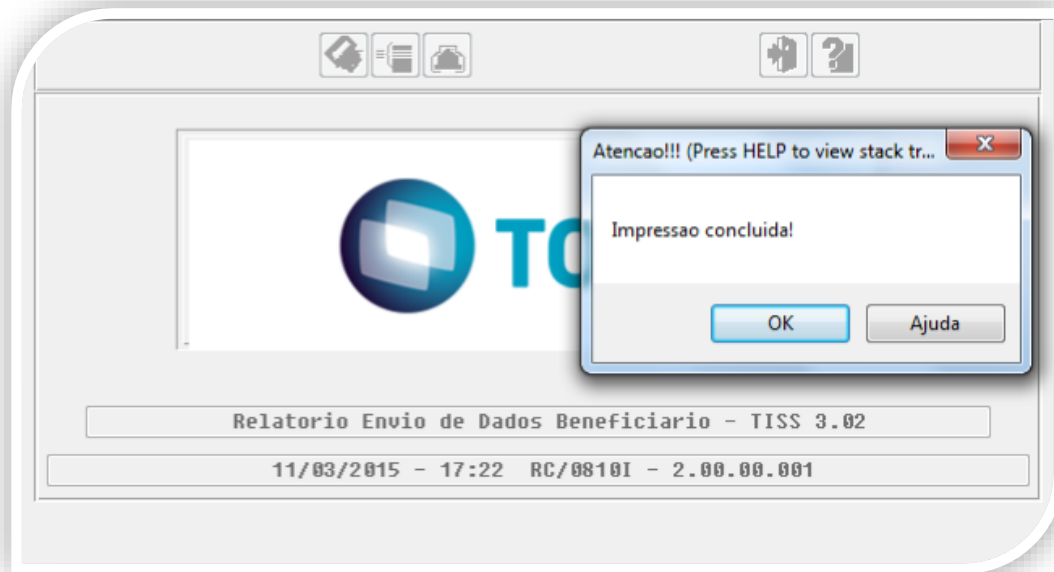 Atencao!!! (Press HELP to view stack tr...
Impressao concluida!
OK
Ajuda
Relatorio Envio de Dados Beneficiario - TISS 3.02
11/03/2015 - 17:22 RC/0810I - 2.00.00.001